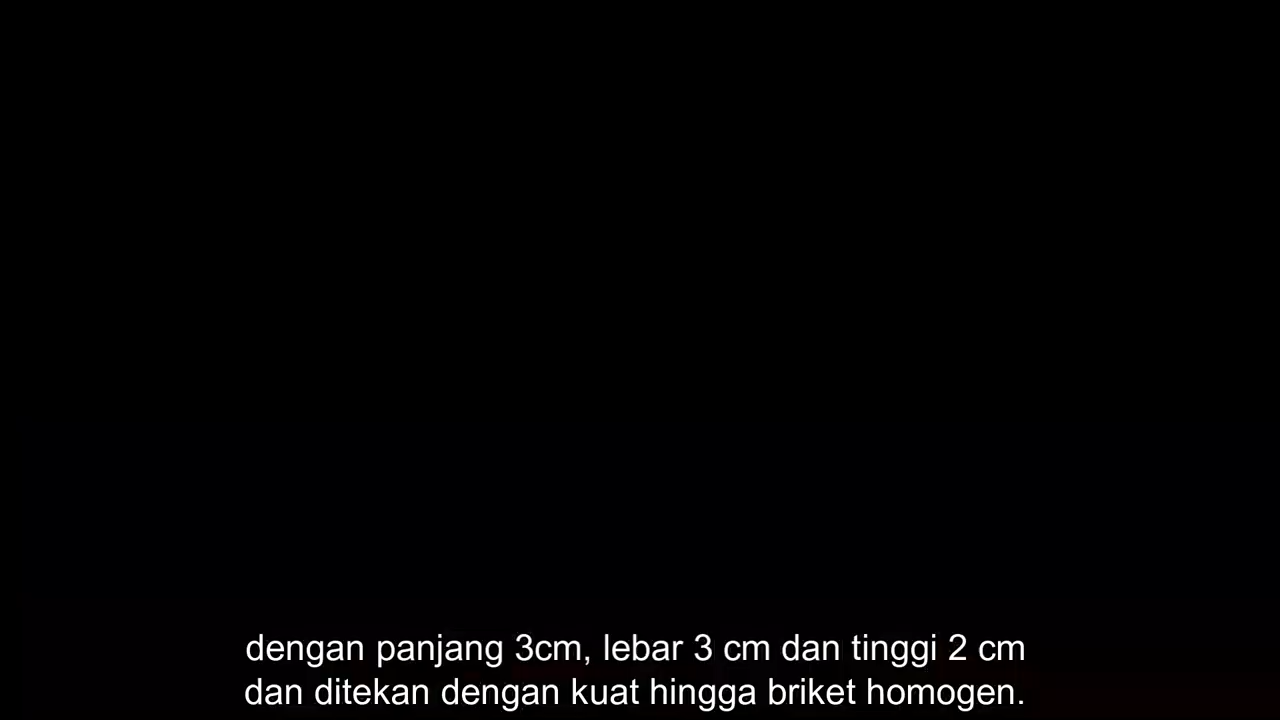 dengan panjang 3cm, lebar 3 cm dan tinggi 2 cm
dan ditekan dengan kuat hingga briket homogen.